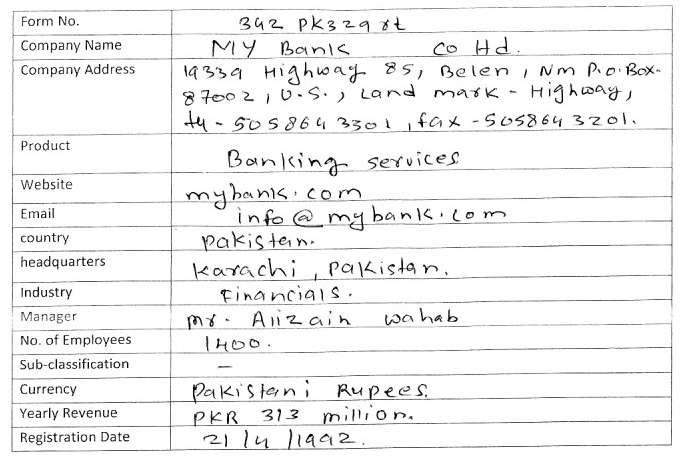 Form No. 342 PK329rt
Company Name MY Bank Co ltd.
Company Address 19339 Highway 85, Belen, Nm P.o.Box-
87002, U.S., Land mark - Highway,
ty - 5058643301, fax - 5058643201.
Product Banking services
Website mybank.com
Email info@mybank.com
country Pakistan.
headquarters Karachi, Pakistan.
Industry Financials.
Manager mr. Alizain wahab
No. of Employees 1400.
Sub-classification –
Currency Pakistani Rupees.
Yearly Revenue PKR 313 million.
Registration Date 21/4/1992.